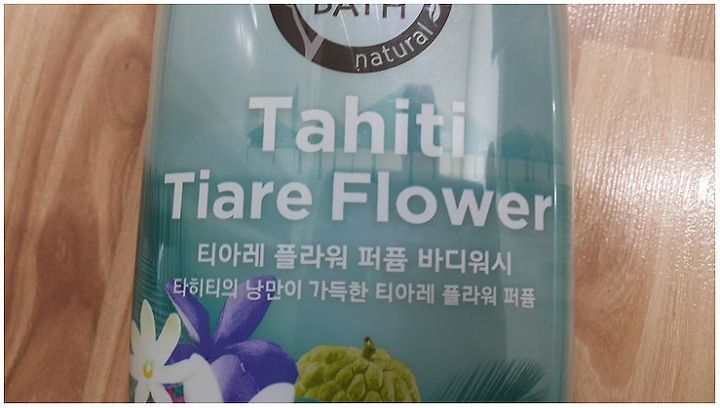 BATH
natural
Tahiti
Tiare Flower
티아레 플라워 퍼퓸 바디워시
타히티의 낭만이 가득한 티아레 플라워 퍼퓸